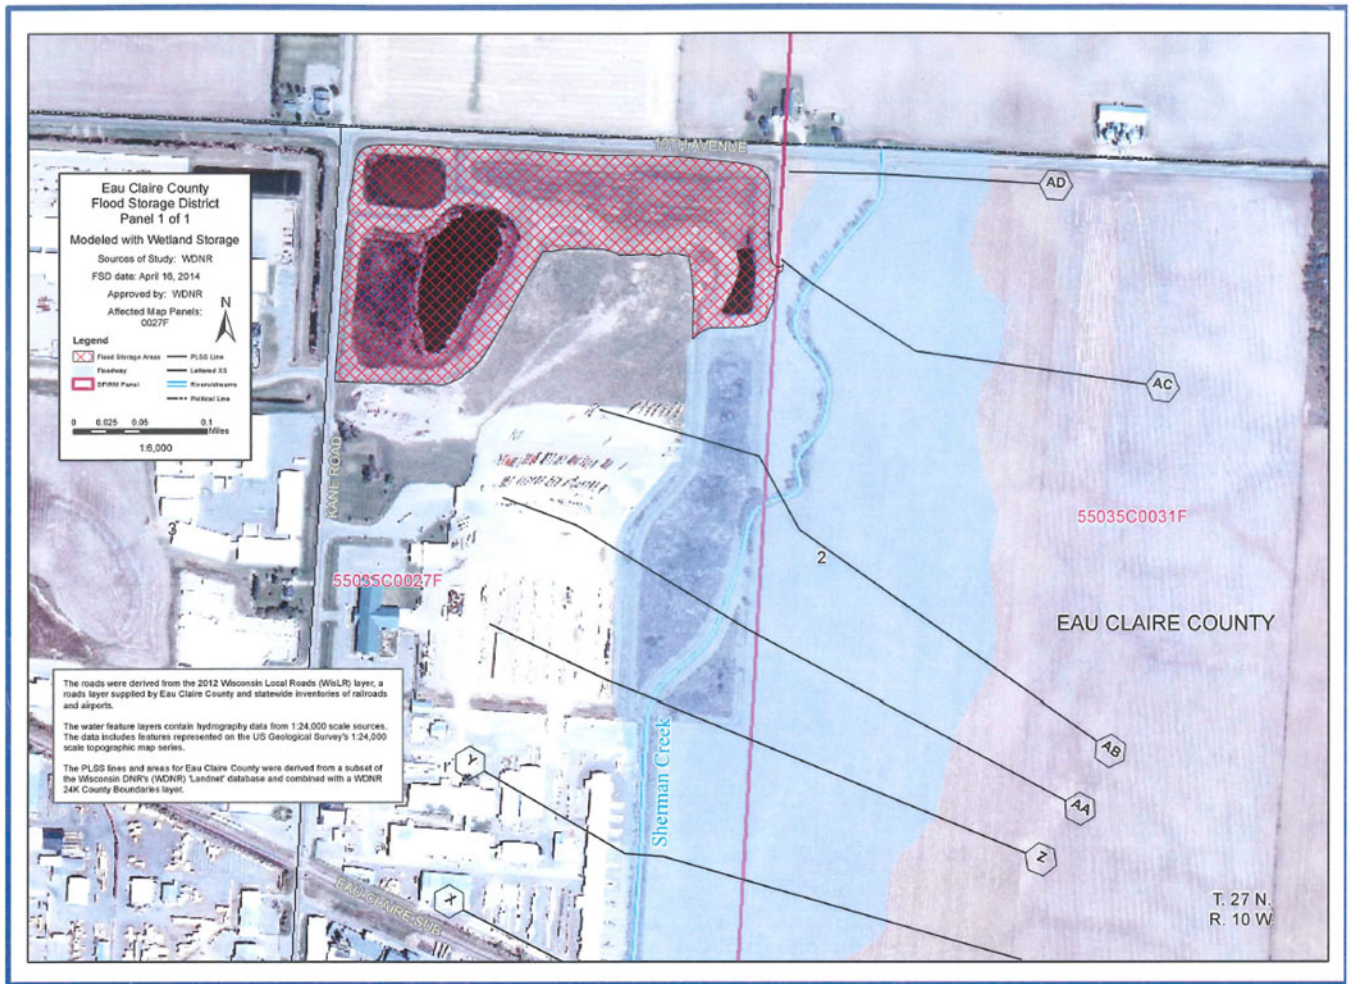 10TH AVENUE
AD
Eau Claire County
Flood Storage District
Panel 1 of 1
Modeled with Wetland Storage
Sources of Study: WDNR
FSD date: April 16, 2014
Approved by: WDNR
Affected Map Panels:
0027F
N
Legend
Flood Storage Areas
PLSS Line
Floodway
Lettered XS
DFIRM Panel
Rivers/streams
Political Line
0 0.025 0.05 0.1
Miles
1:6,000
AC
KANE ROAD
3
55035C0031F
2
55035C0027F
EAU CLAIRE COUNTY
The roads were derived from the 2012 Wisconsin Local Roads (WisLR) layer, a
roads layer supplied by Eau Claire County and statewide inventories of railroads
and airports.
The water feature layers contain hydrography data from 1:24,000 scale sources.
The data includes features represented on the US Geological Survey's 1:24,000
scale topographic map series.
The PLSS lines and areas for Eau Claire County were derived from a subset of
the Wisconsin DNR's (WDNR) 'Landnet' database and combined with a WDNR
24K County Boundaries layer.
AB
Y
Sherman Creek
AA
Z
EAU CLAIRE SUB
X
T. 27 N.
R. 10 W.